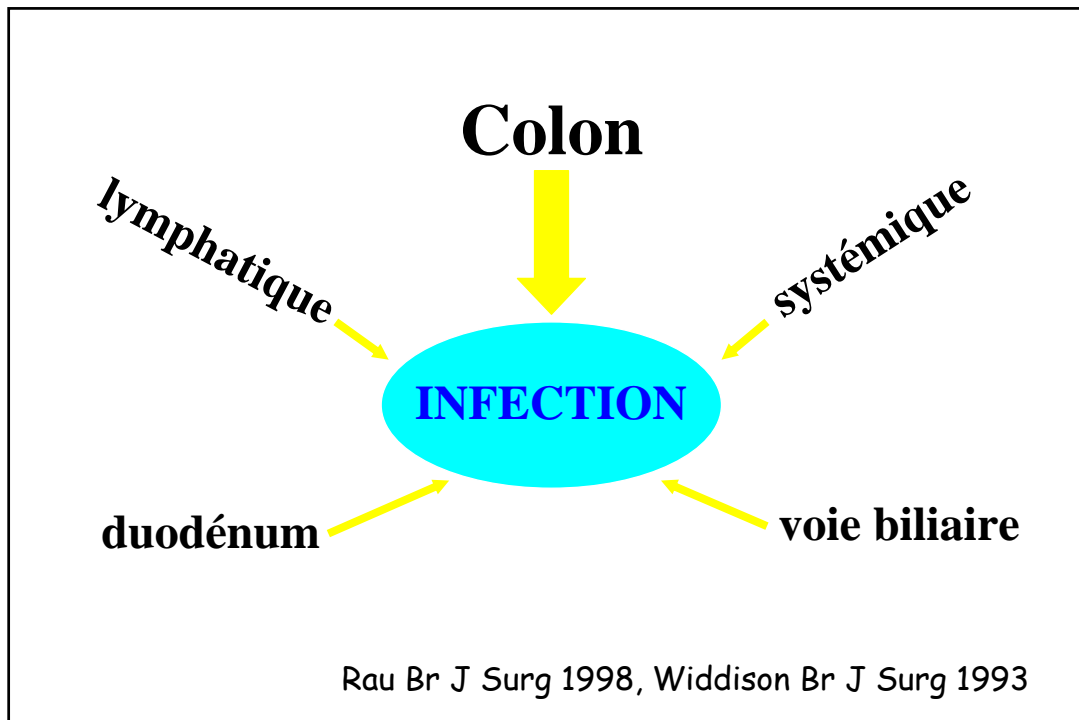 Colon
lymphatique
systémique
INFECTION
duodénum
voie biliaire
Rau Br J Surg 1998, Widdison Br J Surg 1993